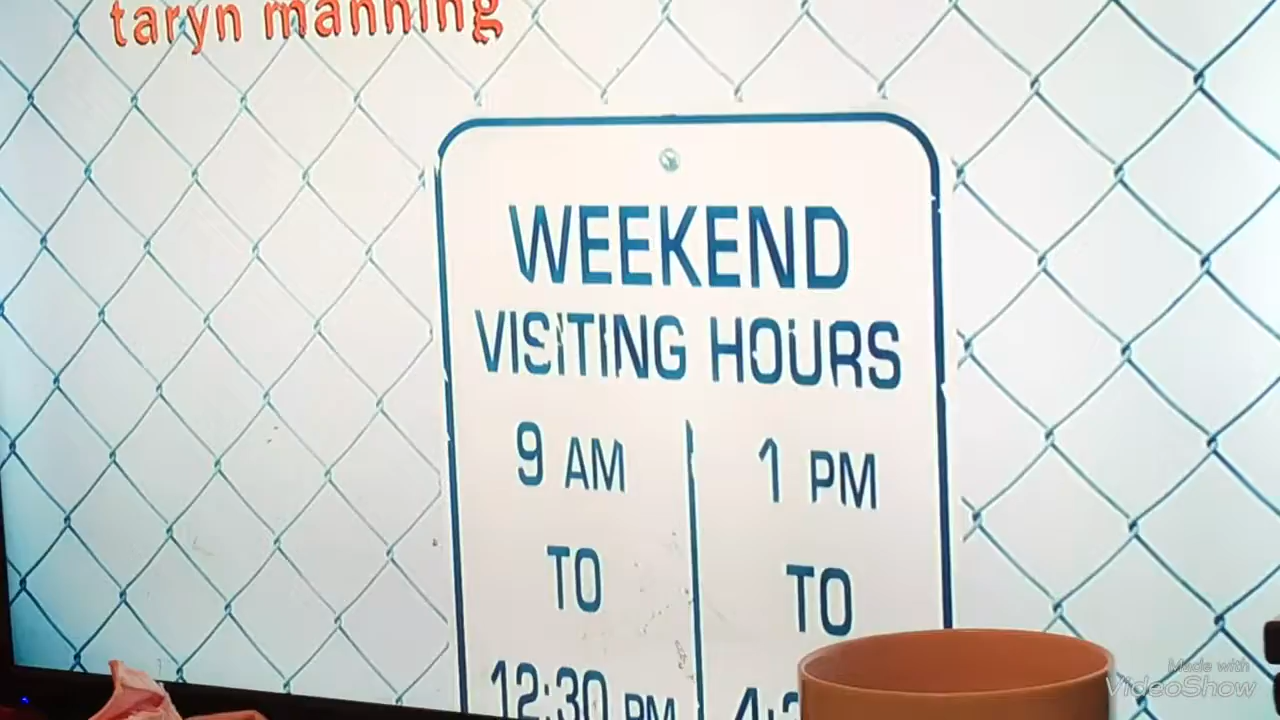 taryn manning
WEEKEND
VISITING HOURS
9 AM 1 PM
TO TO
12:30 PM
Made with
VideoShow